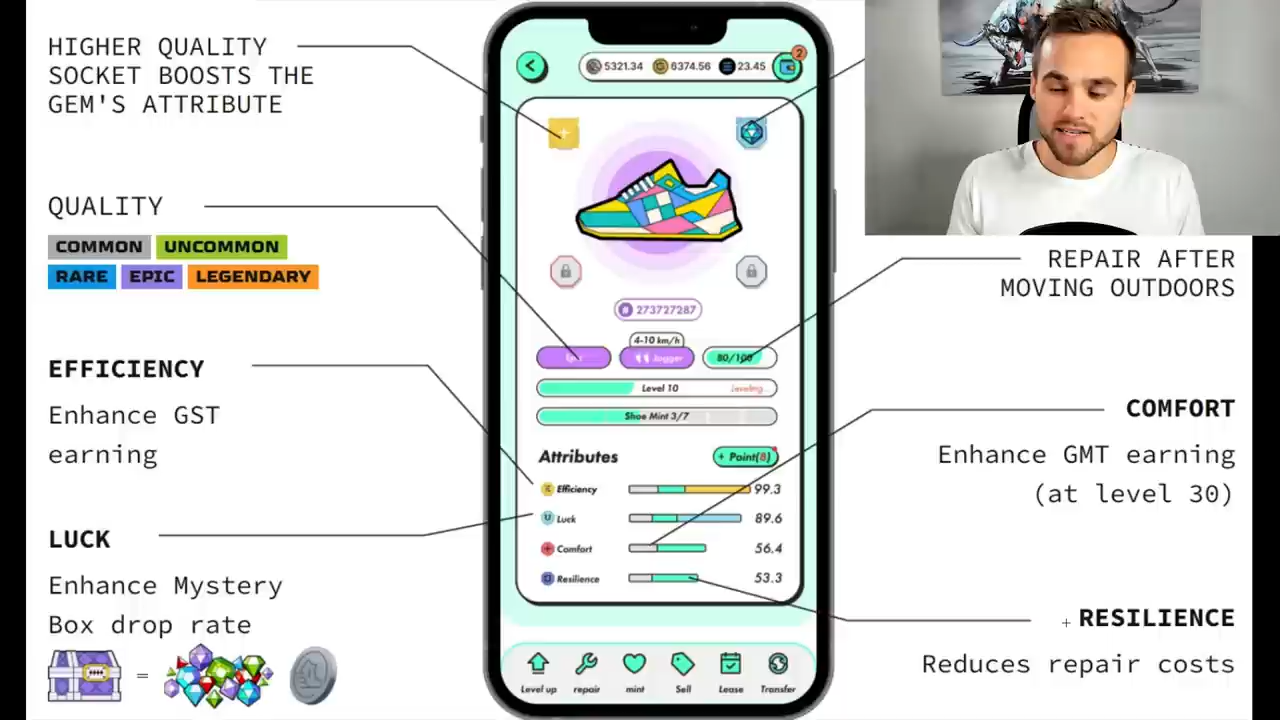 HIGHER QUALITY
SOCKET BOOSTS THE
GEM'S ATTRIBUTE
QUALITY
COMMON UNCOMMON
RARE EPIC LEGENDARY
EFFICIENCY
Enhance GST
earning
LUCK
Enhance Mystery
Box drop rate
=
5321.34 6374.56 23.45 2
# 273727287
4-10 km/h
Jogger 80/100
Level 10 Leveling...
Shoe Mint 3/7
Attributes + Point(8)
Efficiency 99.3
Luck 89.6
Comfort 56.4
Resilience 53.3
Level up repair mint Sell Lease Transfer
REPAIR AFTER
MOVING OUTDOORS
COMFORT
Enhance GMT earning
(at level 30)
RESILIENCE
Reduces repair costs